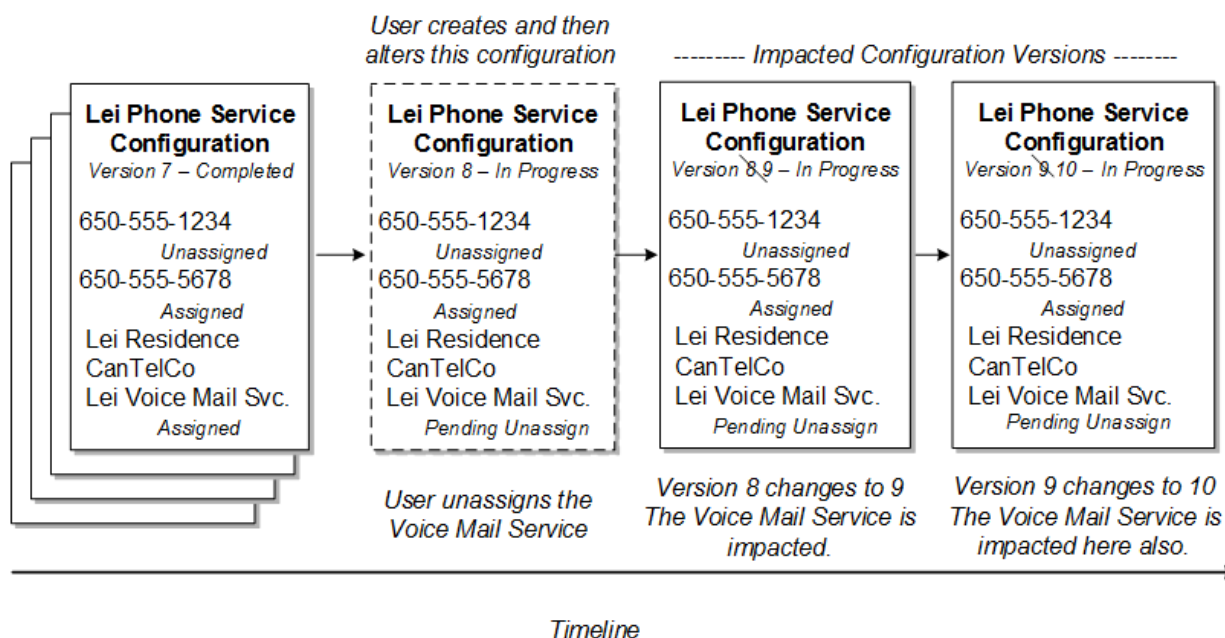 User creates and then
alters this configuration
--------- Impacted Configuration Versions --------
Lei Phone Service
Configuration
Version 7 – Completed
650-555-1234
Unassigned
650-555-5678
Assigned
Lei Residence
CanTelCo
Lei Voice Mail Svc.
Assigned
Lei Phone Service
Configuration
Version 8 – In Progress
650-555-1234
Unassigned
650-555-5678
Assigned
Lei Residence
CanTelCo
Lei Voice Mail Svc.
Pending Unassign
User unassigns the
Voice Mail Service
Lei Phone Service
Configuration
Version 8 9 – In Progress
650-555-1234
Unassigned
650-555-5678
Assigned
Lei Residence
CanTelCo
Lei Voice Mail Svc.
Pending Unassign
Version 8 changes to 9
The Voice Mail Service is
impacted.
Lei Phone Service
Configuration
Version 9 10 – In Progress
650-555-1234
Unassigned
650-555-5678
Assigned
Lei Residence
CanTelCo
Lei Voice Mail Svc.
Pending Unassign
Version 9 changes to 10
The Voice Mail Service is
impacted here also.
Timeline